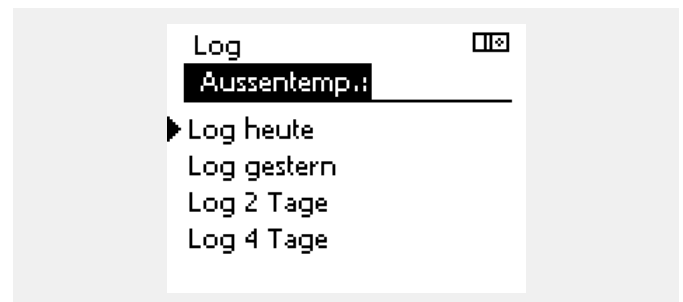 Log
Aussentemp.:
Log heute
Log gestern
Log 2 Tage
Log 4 Tage